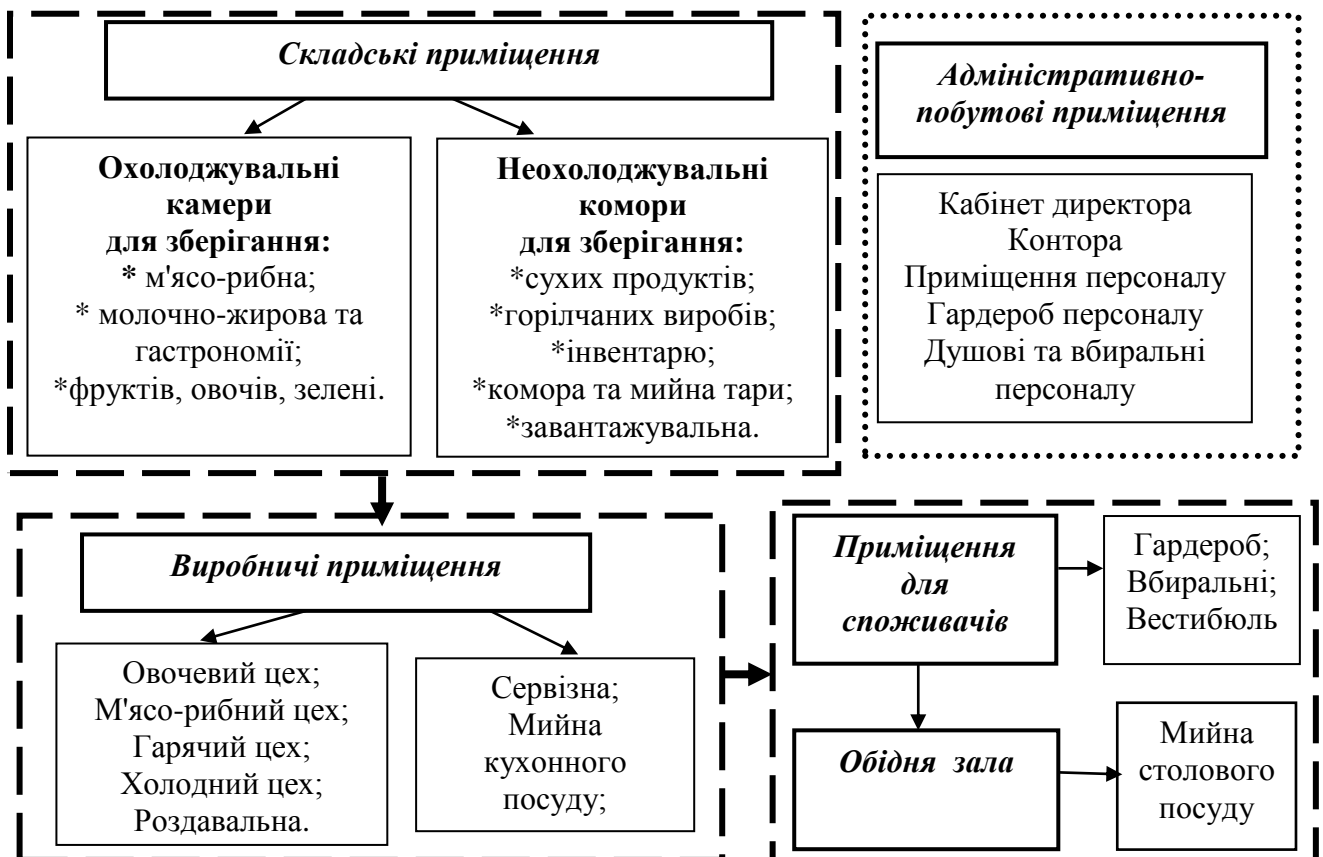 Складські приміщення
Охолоджувальні
камери
для зберігання:
* м'ясо-рибна;
* молочно-жирова та
гастрономії;
*фруктів, овочів, зелені.
Неохолоджувальні
комори
для зберігання:
*сухих продуктів;
*горілчаних виробів;
*інвентарю;
*комора та мийна тари;
*завантажувальна.
Адміністративно-
побутові приміщення
Кабінет директора
Контора
Приміщення персоналу
Гардероб персоналу
Душові та вбиральні
персоналу
Виробничі приміщення
Овочевий цех;
М'ясо-рибний цех;
Гарячий цех;
Холодний цех;
Роздавальна.
Сервізна;
Мийна
кухонного
посуду;
Приміщення
для
споживачів
Гардероб;
Вбиральні;
Вестибюль
Обідня зала
Мийна
столового
посуду